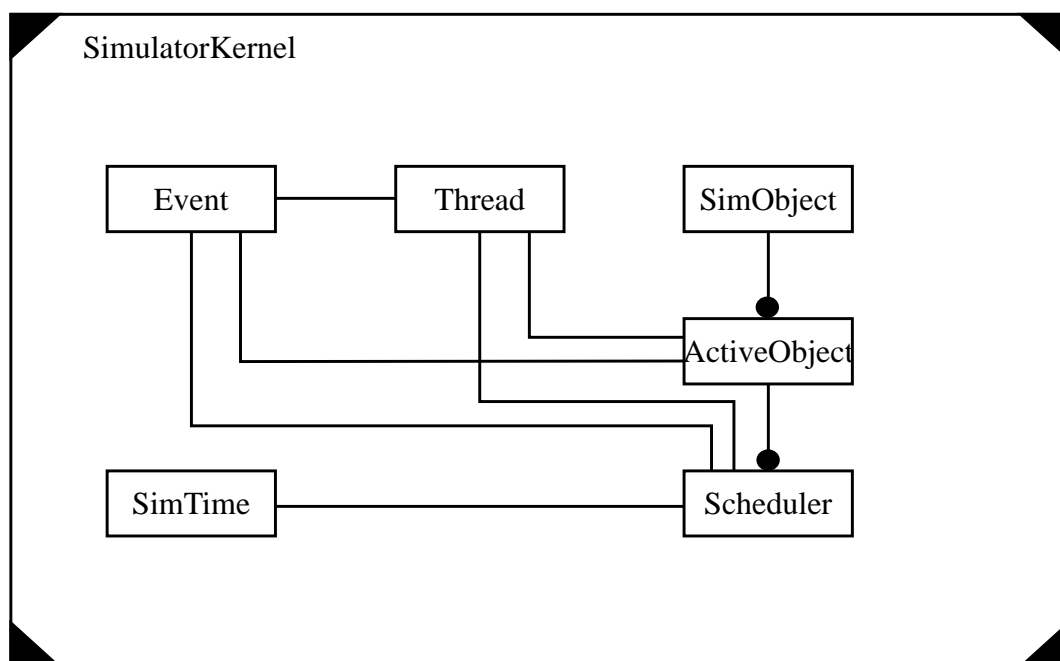 SimulatorKernel
Event
Thread
SimObject
ActiveObject
SimTime
Scheduler